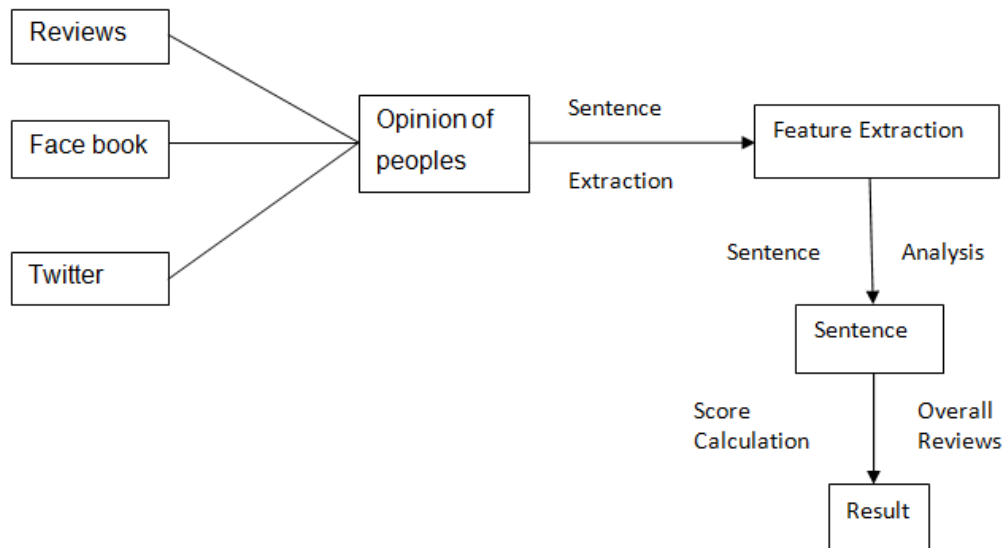 Reviews
Face book
Twitter
Opinion of
peoples
Sentence
Extraction
Feature Extraction
Sentence
Analysis
Sentence
Score
Calculation
Overall
Reviews
Result